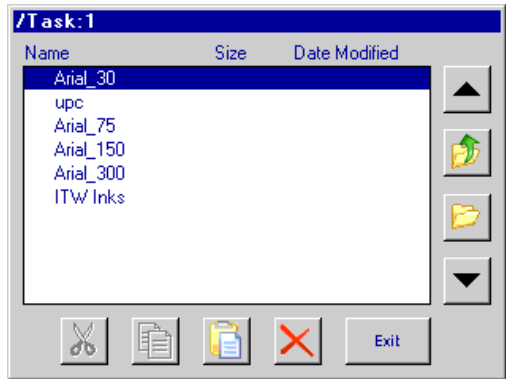 /Task:1
Name Size Date Modified
Arial_30
upc
Arial_75
Arial_150
Arial_300
ITW Inks
Exit